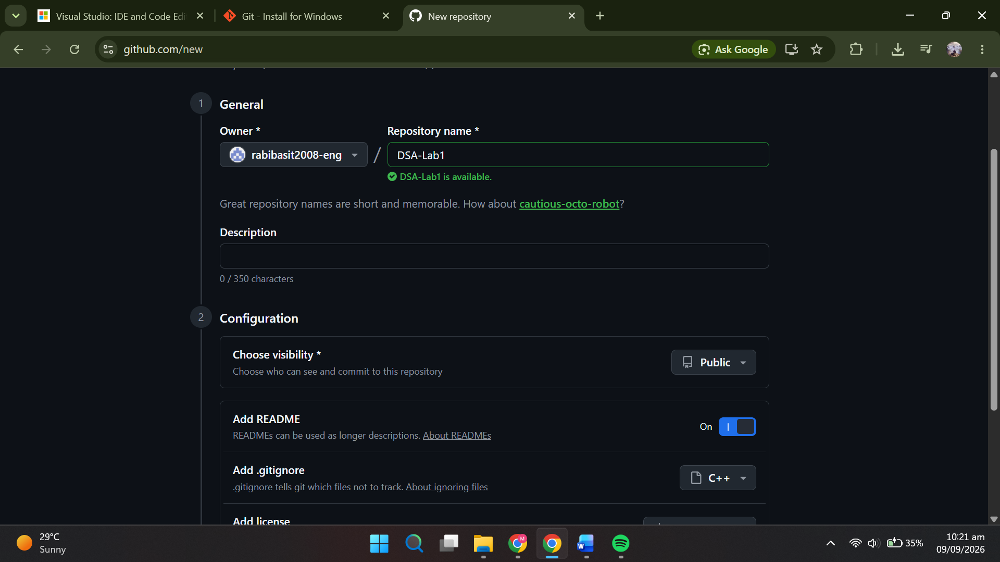 Visual Studio: IDE and Code Edi
Git - Install for Windows
New repository
github.com/new
Ask Google
1
General
Owner *
Repository name *
rabibasit2008-eng
/
DSA-Lab1
DSA-Lab1 is available.
Great repository names are short and memorable. How about cautious-octo-robot?
Description
0 / 350 characters
2
Configuration
Choose visibility *
Choose who can see and commit to this repository
Public
Add README
READMEs can be used as longer descriptions. About READMEs
On
Add .gitignore
.gitignore tells git which files not to track. About ignoring files
C++
Add license
29°C
Sunny
M
W
35%
10:21 am
09/09/2026